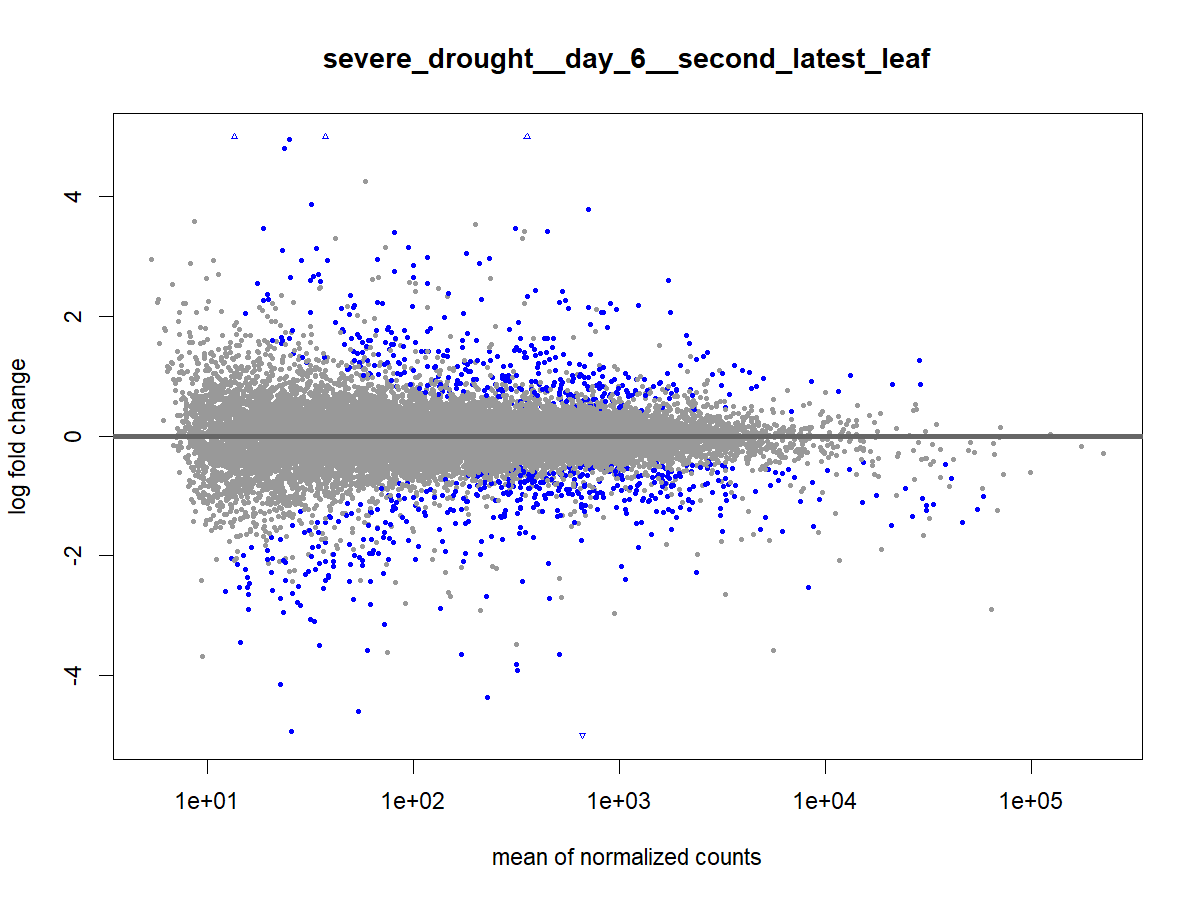 severe_drought__day_6__second_latest_leaf
4
2
0
-2
-4
log fold change
1e+01 1e+02 1e+03 1e+04 1e+05
mean of normalized counts